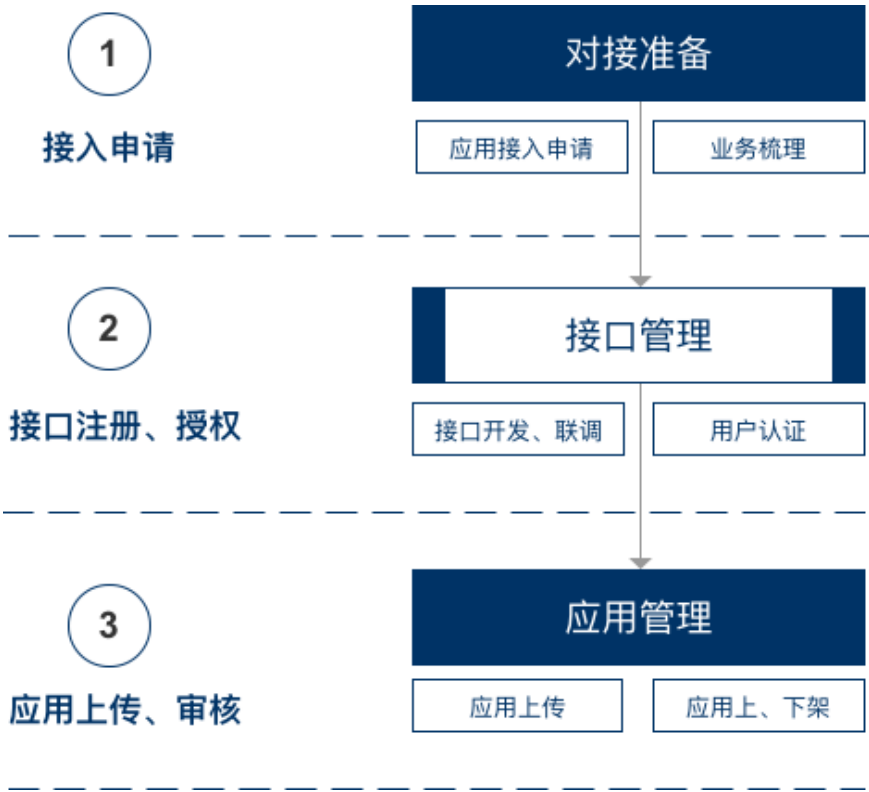 1
对接准备
接入申请
应用接入申请
业务梳理
2
接口管理
接口注册、授权
接口开发、联调
用户认证
3
应用管理
应用上传、审核
应用上传
应用上、下架